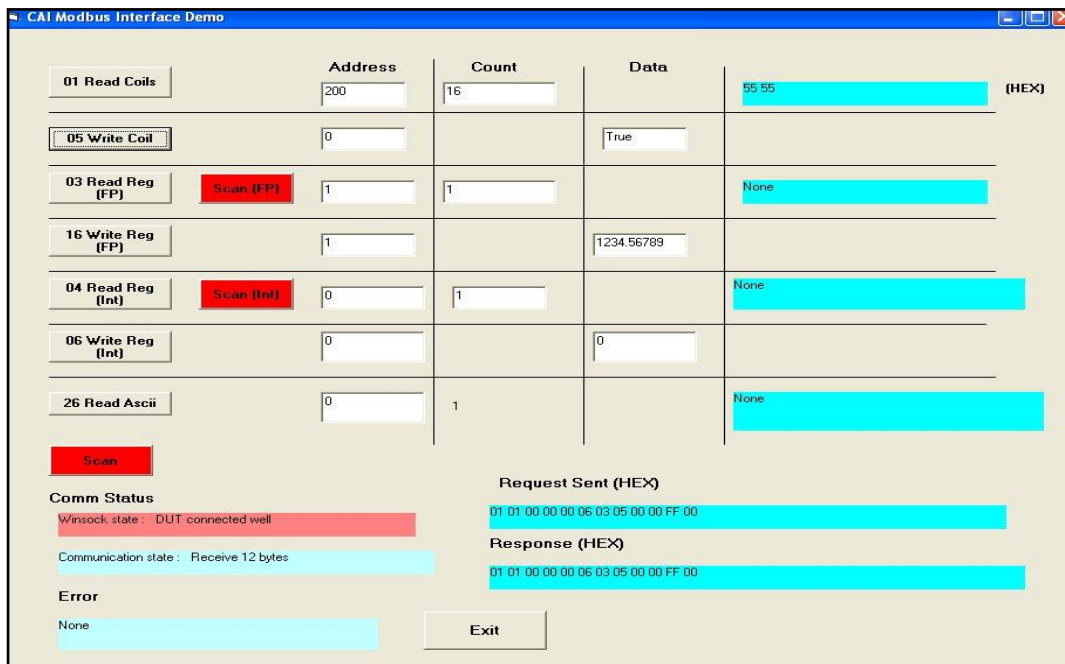 CAI Modbus Interface Demo
Address Count Data
01 Read Coils 200 16 55 55 (HEX)
05 Write Coil 0 True
03 Read Reg (FP) Scan (FP) 1 1 None
16 Write Reg (FP) 1 1234.56789
04 Read Reg (Int) Scan (Int) 0 1 None
06 Write Reg (Int) 0 0
26 Read Ascii 0 1 None
Scan
Request Sent (HEX)
Comm Status
Winsock state : DUT connected well
01 01 00 00 00 06 03 05 00 00 FF 00
Response (HEX)
Communication state : Receive 12 bytes
01 01 00 00 00 06 03 05 00 00 FF 00
Error
None
Exit